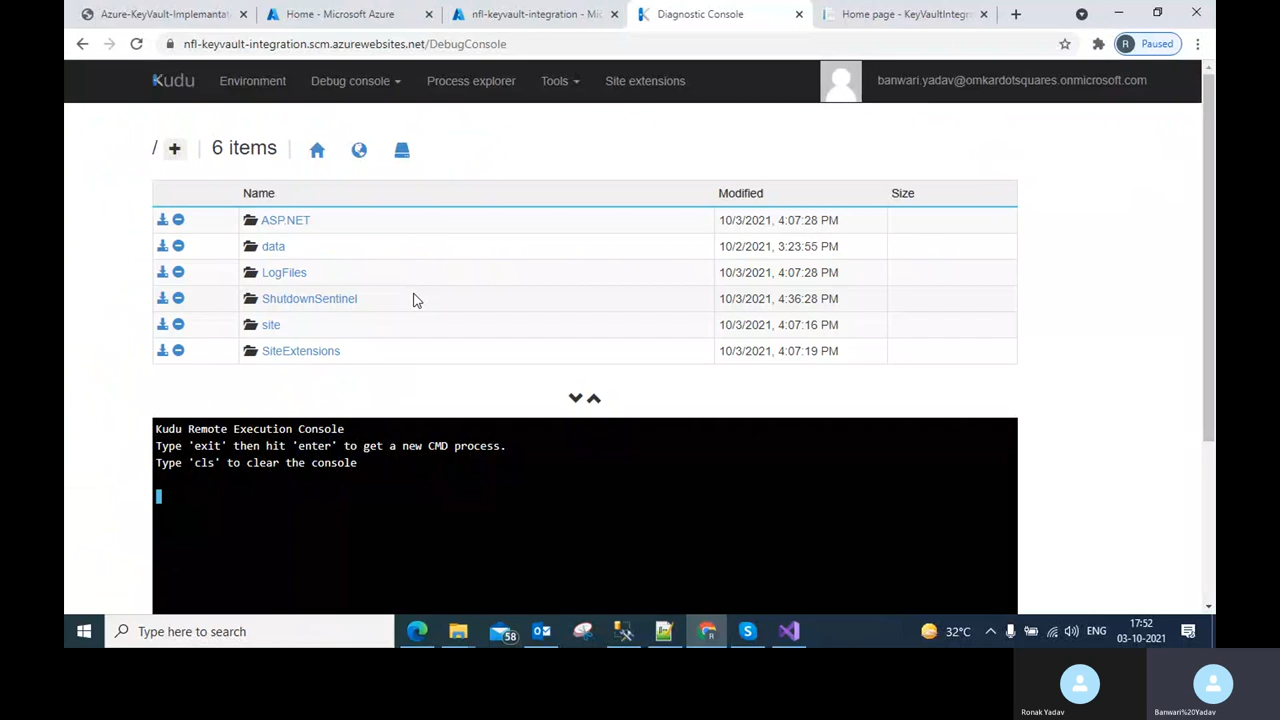 Azure-KeyVault-Implemantat
Home - Microsoft Azure
nfl-keyvault-integration - Mic
Diagnostic Console
Home page - KeyVaultIntegr
nfl-keyvault-integration.scm.azurewebsites.net/DebugConsole
R Paused
Kudu Environment Debug console Process explorer Tools Site extensions banwari.yadav@omkardotsquares.onmicrosoft.com
/ + 6 items
Name Modified Size
ASP.NET 10/3/2021, 4:07:28 PM
data 10/2/2021, 3:23:55 PM
LogFiles 10/3/2021, 4:07:28 PM
ShutdownSentinel 10/3/2021, 4:36:28 PM
site 10/3/2021, 4:07:16 PM
SiteExtensions 10/3/2021, 4:07:19 PM
Kudu Remote Execution Console
Type 'exit' then hit 'enter' to get a new CMD process.
Type 'cls' to clear the console
Type here to search
58
32°C
ENG
17:52
03-10-2021
Ronak Yadav
Banwari%20Yadav